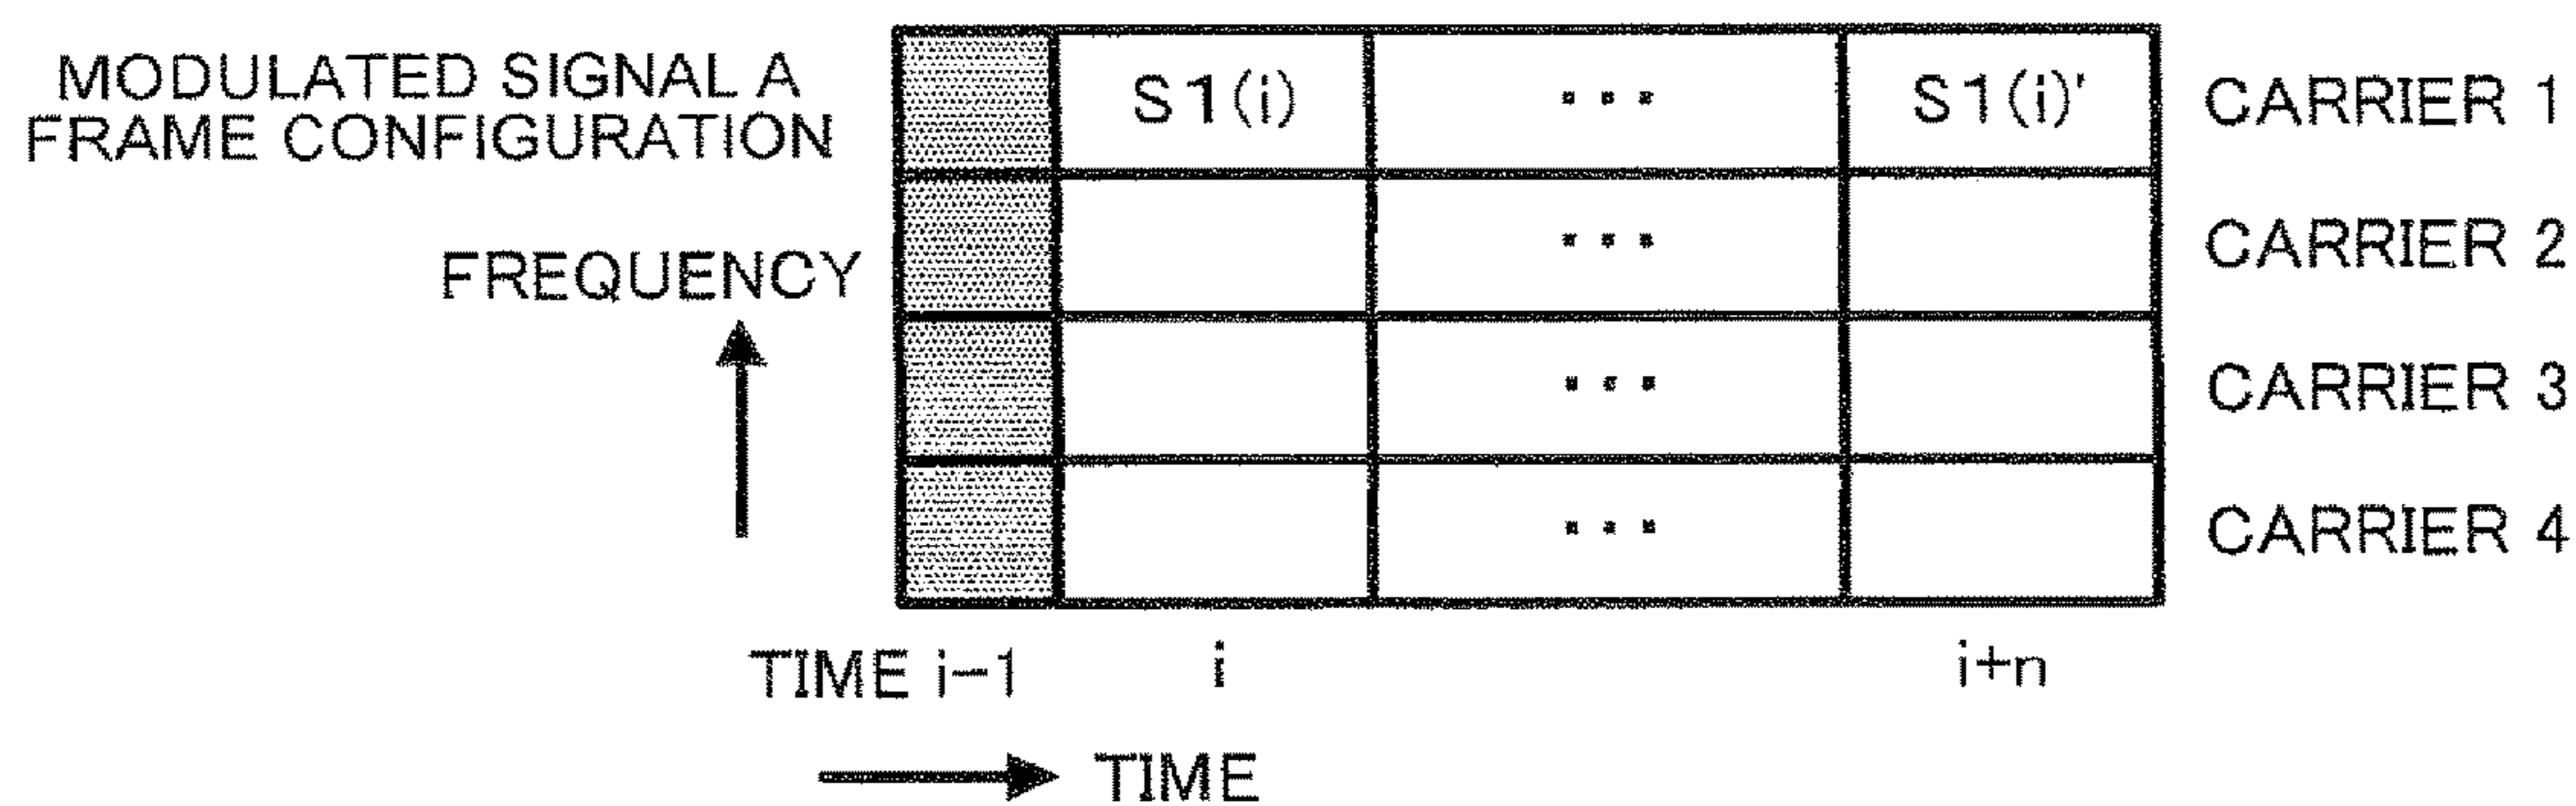 MODULATED SIGNAL A
FRAME CONFIGURATION
S1(i) ... S1(i)' CARRIER 1
... CARRIER 2
FREQUENCY
... CARRIER 3
... CARRIER 4
TIME i-1 i i+n
TIME